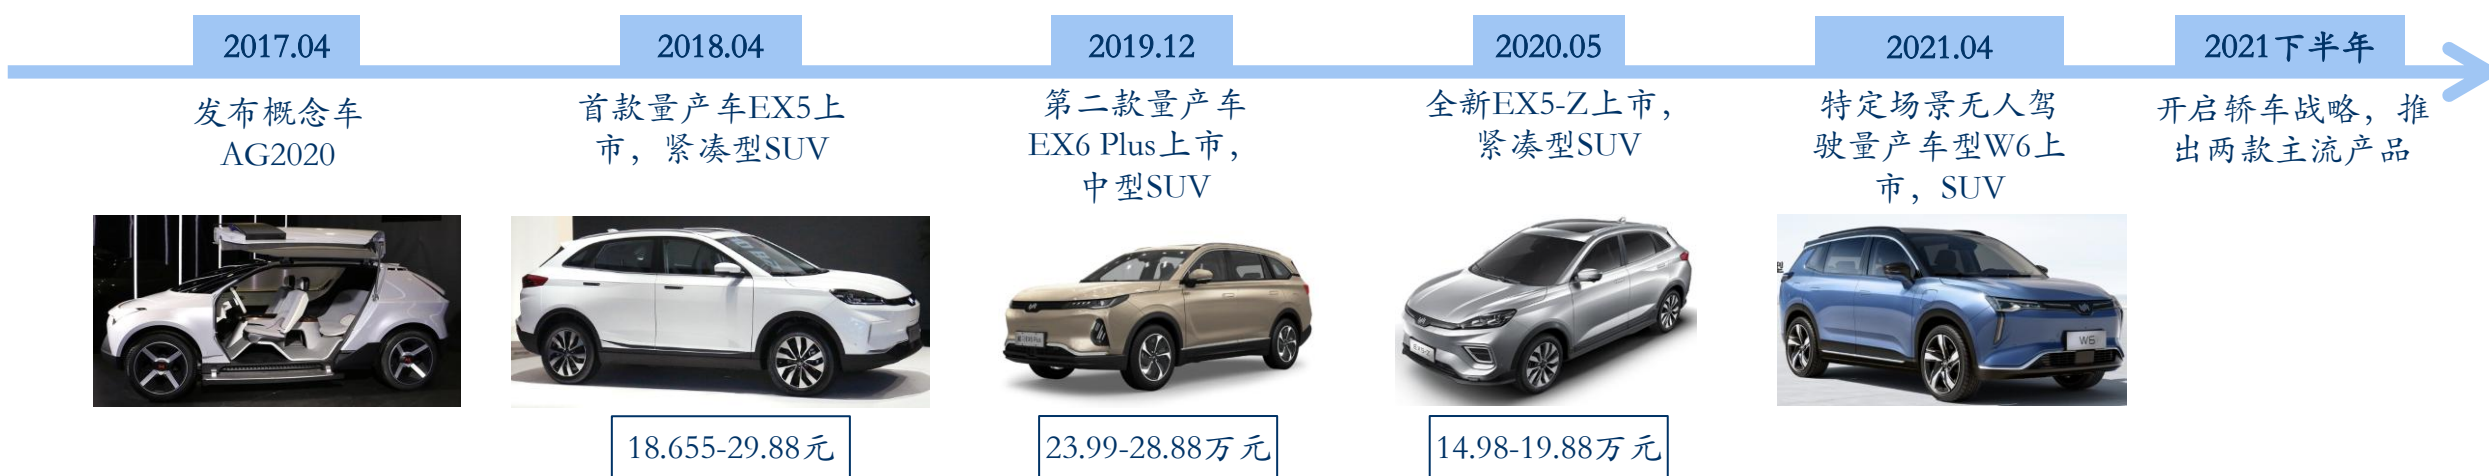 2017.04
2018.04
2019.12
2020.05
2021.04
2021下半年
发布概念车
AG2020
首款量产车EX5上
市，紧凑型SUV
第二款量产车
EX6 Plus上市，
中型SUV
全新EX5-Z上市，
紧凑型SUV
特定场景无人驾
驶量产车型W6上
市，SUV
开启轿车战略，推
出两款主流产品
EX5-Z
W6
18.655-29.88元
23.99-28.88万元
14.98-19.88万元